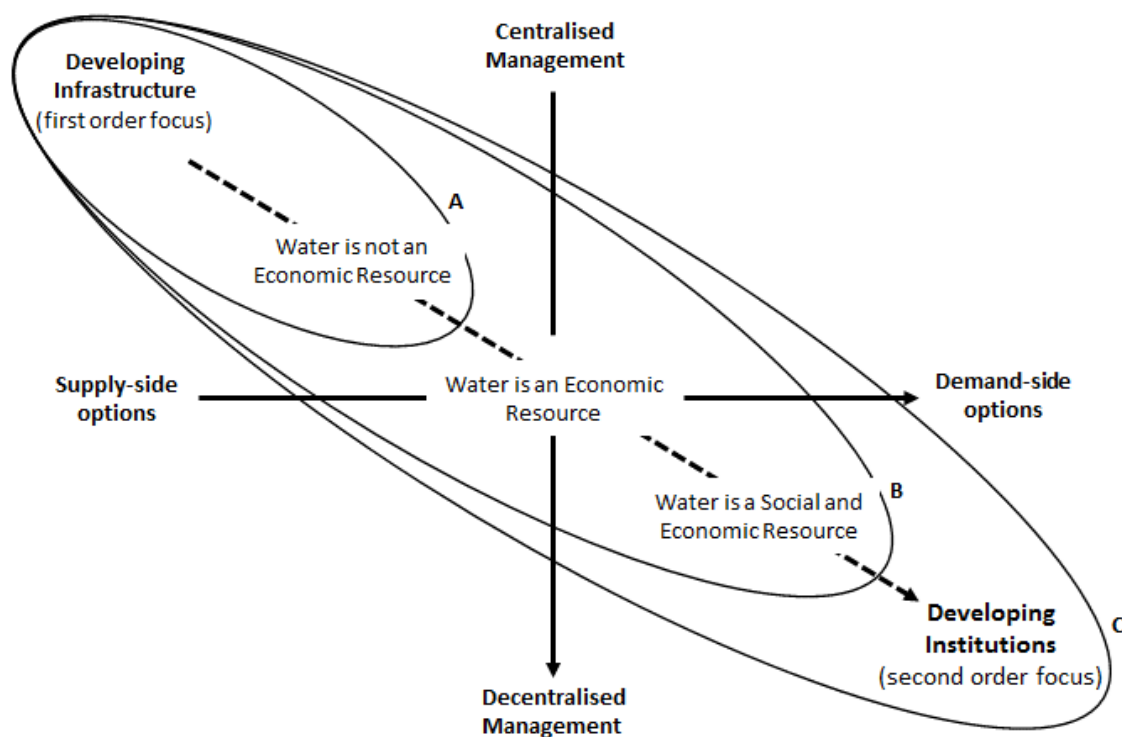 Centralised
Management
Developing
Infrastructure
(first order focus)
A
Water is not an
Economic Resource
Supply-side
options
Water is an Economic
Resource
Demand-side
options
B
Water is a Social and
Economic Resource
Developing
Institutions
(second order focus)
C
Decentralised
Management